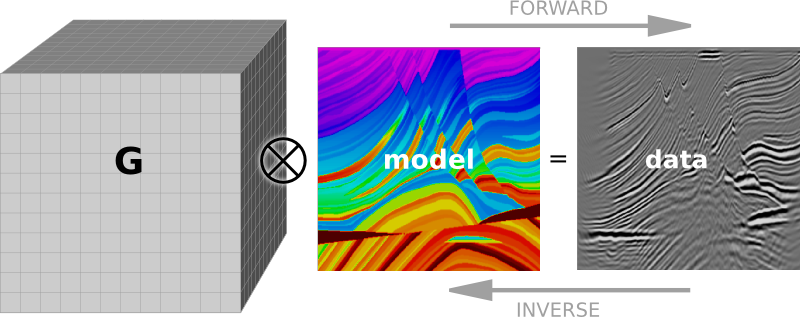 FORWARD
G
model
=
data
INVERSE